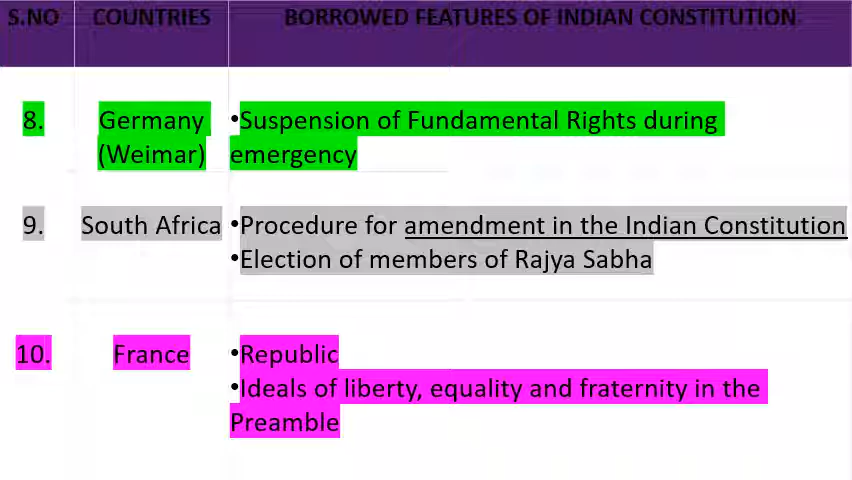 S.NO COUNTRIES BORROWED FEATURES OF INDIAN CONSTITUTION
8. Germany •Suspension of Fundamental Rights during
(Weimar) emergency
9. South Africa •Procedure for amendment in the Indian Constitution
•Election of members of Rajya Sabha
10. France •Republic
•Ideals of liberty, equality and fraternity in the
Preamble